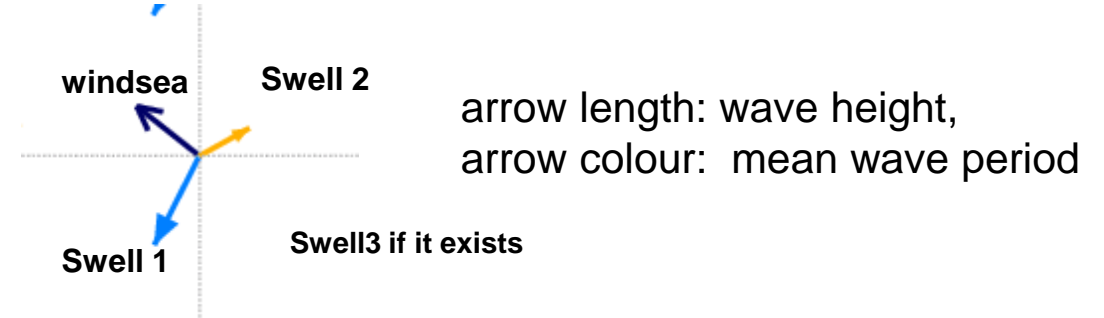 windsea
Swell 2
arrow length: wave height,
arrow colour:  mean wave period
Swell 1
Swell3 if it exists